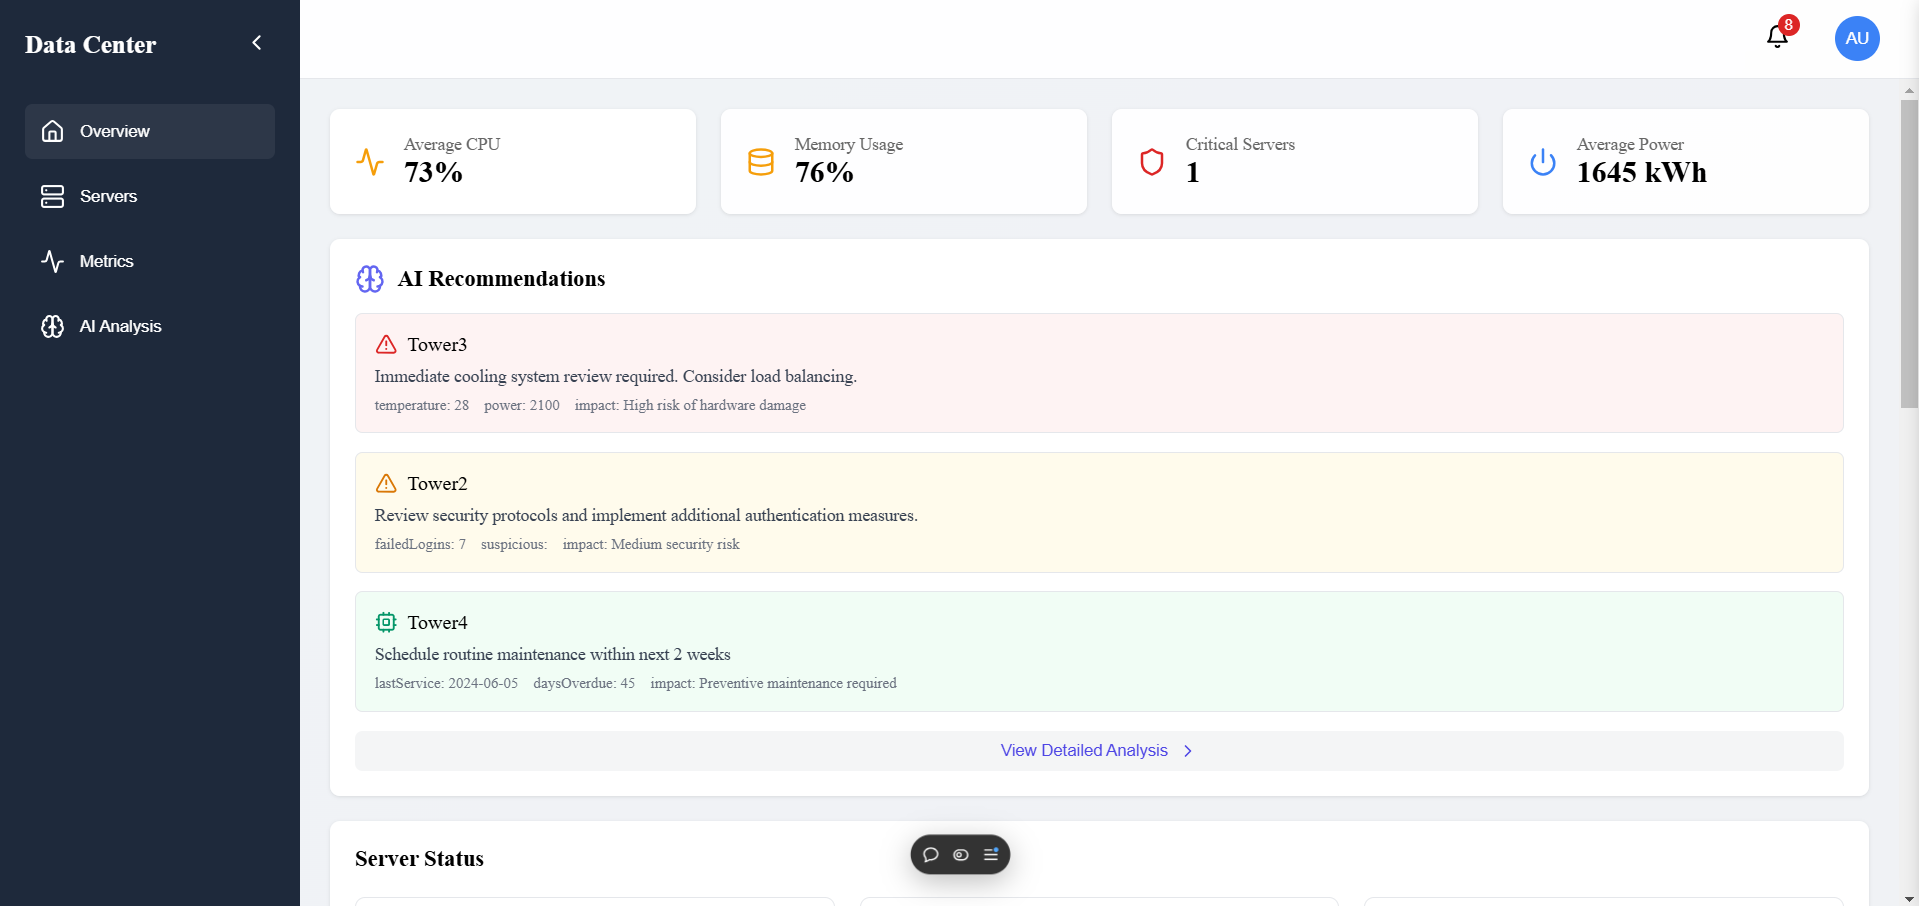 Data Center
8
AU
Overview
Servers
Metrics
AI Analysis
Average CPU
73%
Memory Usage
76%
Critical Servers
1
Average Power
1645 kWh
AI Recommendations
Tower3
Immediate cooling system review required. Consider load balancing.
temperature: 28 power: 2100 impact: High risk of hardware damage
Tower2
Review security protocols and implement additional authentication measures.
failedLogins: 7 suspicious: impact: Medium security risk
Tower4
Schedule routine maintenance within next 2 weeks
lastService: 2024-06-05 daysOverdue: 45 impact: Preventive maintenance required
View Detailed Analysis
Server Status